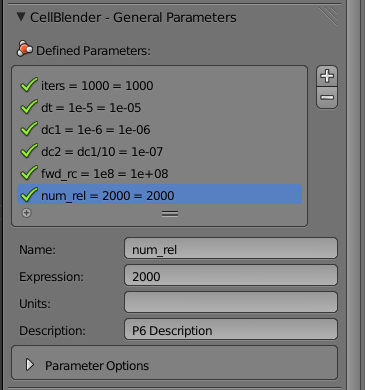 CellBlender - General Parameters
Defined Parameters:
iters = 1000 = 1000
dt = 1e-5 = 1e-05
dc1 = 1e-6 = 1e-06
dc2 = dc1/10 = 1e-07
fwd_rc = 1e8 = 1e+08
num_rel = 2000 = 2000
Name: num_rel
Expression: 2000
Units:
Description: P6 Description
Parameter Options